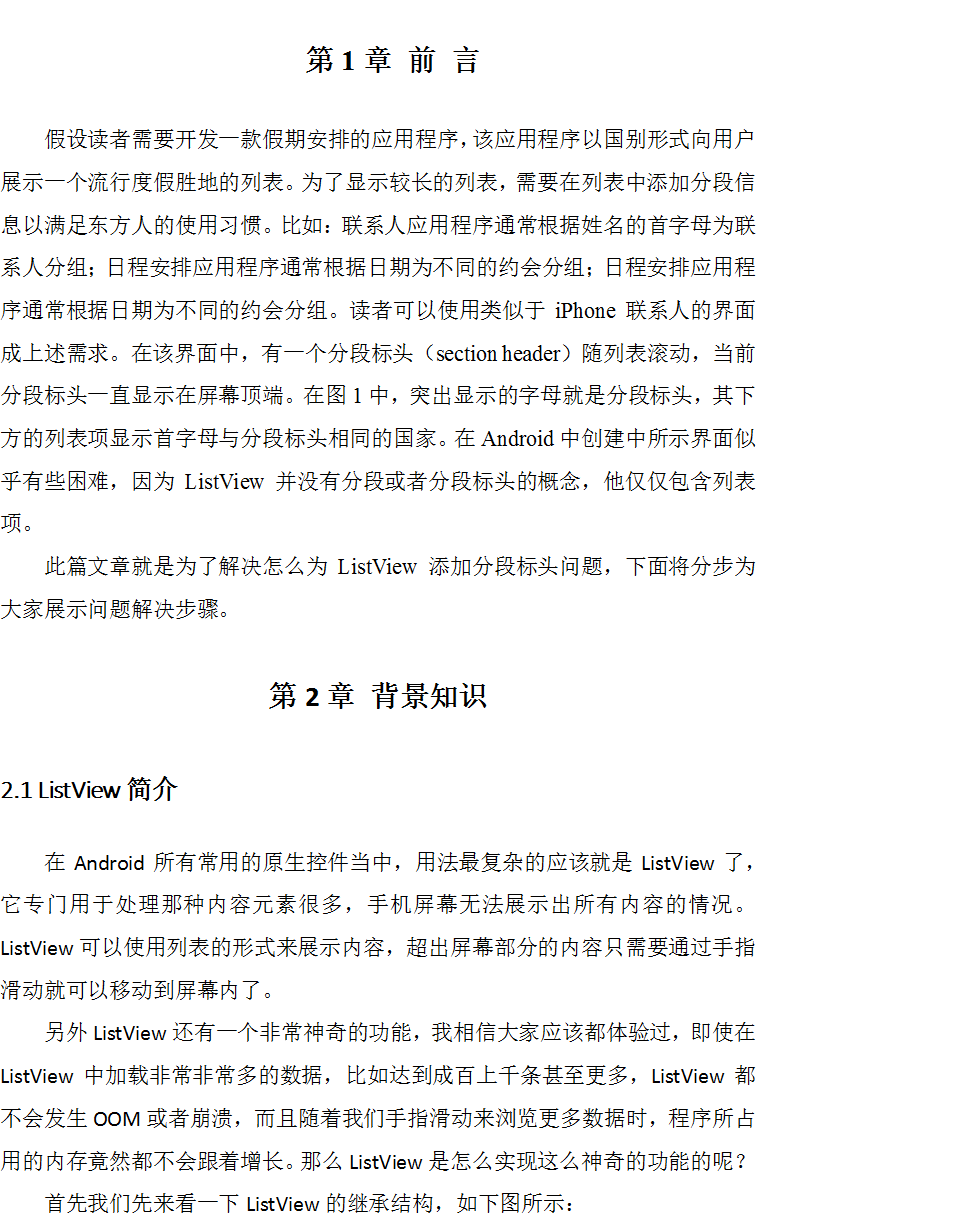 第 1 章 前 言
假设读者需要开发一款假期安排的应用程序，该应用程序以国别形式向用户
展示一个流行度假胜地的列表。为了显示较长的列表，需要在列表中添加分段信
息以满足东方人的使用习惯。比如：联系人应用程序通常根据姓名的首字母为联
系人分组；日程安排应用程序通常根据日期为不同的约会分组；日程安排应用程
序通常根据日期为不同的约会分组。读者可以使用类似于 iPhone 联系人的界面
成上述需求。在该界面中，有一个分段标头（section header）随列表滚动，当前
分段标头一直显示在屏幕顶端。在图 1 中，突出显示的字母就是分段标头，其下
方的列表项显示首字母与分段标头相同的国家。在 Android 中创建中所示界面似
乎有些困难，因为 ListView 并没有分段或者分段标头的概念，他仅仅包含列表
项。
此篇文章就是为了解决怎么为 ListView 添加分段标头问题，下面将分步为
大家展示问题解决步骤。
第 2 章 背景知识
2.1 ListView 简介
在 Android 所有常用的原生控件当中，用法最复杂的应该就是 ListView 了，
它专门用于处理那种内容元素很多，手机屏幕无法展示出所有内容的情况。
ListView 可以使用列表的形式来展示内容，超出屏幕部分的内容只需要通过手指
滑动就可以移动到屏幕内了。
另外 ListView 还有一个非常神奇的功能，我相信大家应该都体验过，即使在
ListView 中加载非常非常多的数据，比如达到成百上千条甚至更多，ListView 都
不会发生 OOM 或者崩溃，而且随着我们手指滑动来浏览更多数据时，程序所占
用的内存竟然都不会跟着增长。那么 ListView 是怎么实现这么神奇的功能的呢？
首先我们先来看一下 ListView 的继承结构，如下图所示：